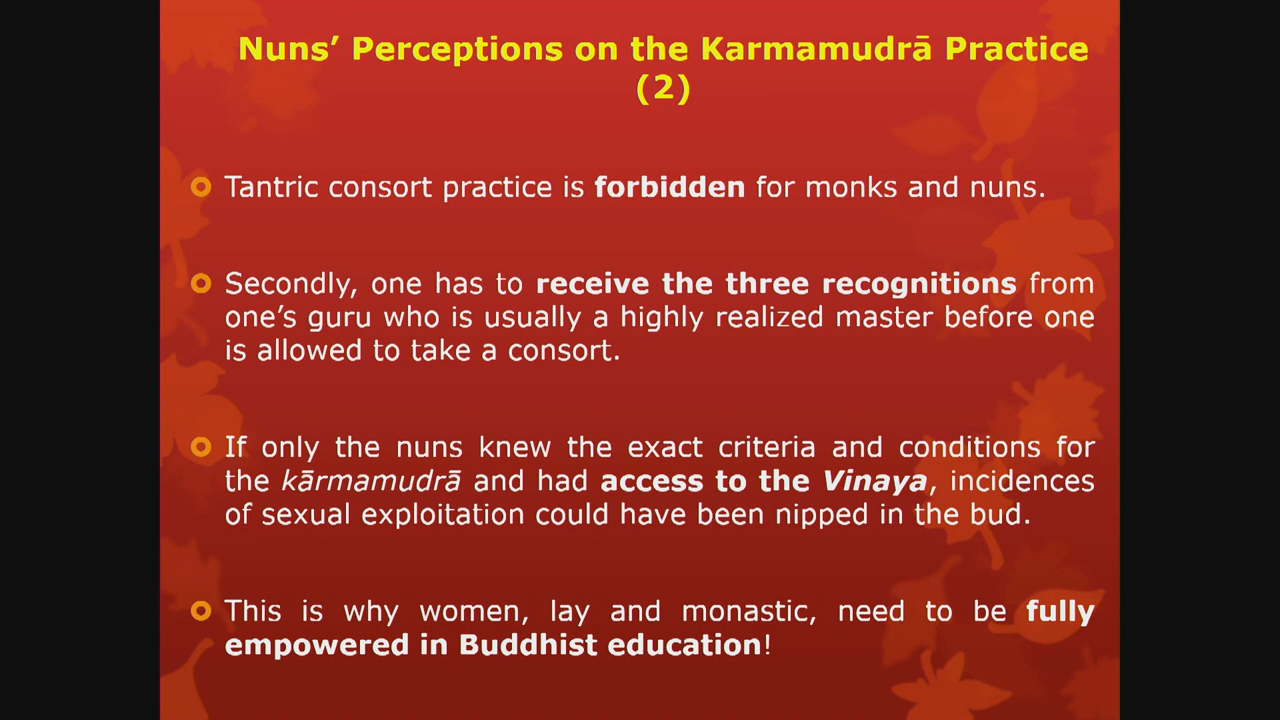 Nuns’ Perceptions on the Karmamudrā Practice
(2)
Tantric consort practice is forbidden for monks and nuns.
Secondly, one has to receive the three recognitions from
one’s guru who is usually a highly realized master before one
is allowed to take a consort.
If only the nuns knew the exact criteria and conditions for
the kārmamudrā and had access to the Vinaya, incidences
of sexual exploitation could have been nipped in the bud.
This is why women, lay and monastic, need to be fully
empowered in Buddhist education!